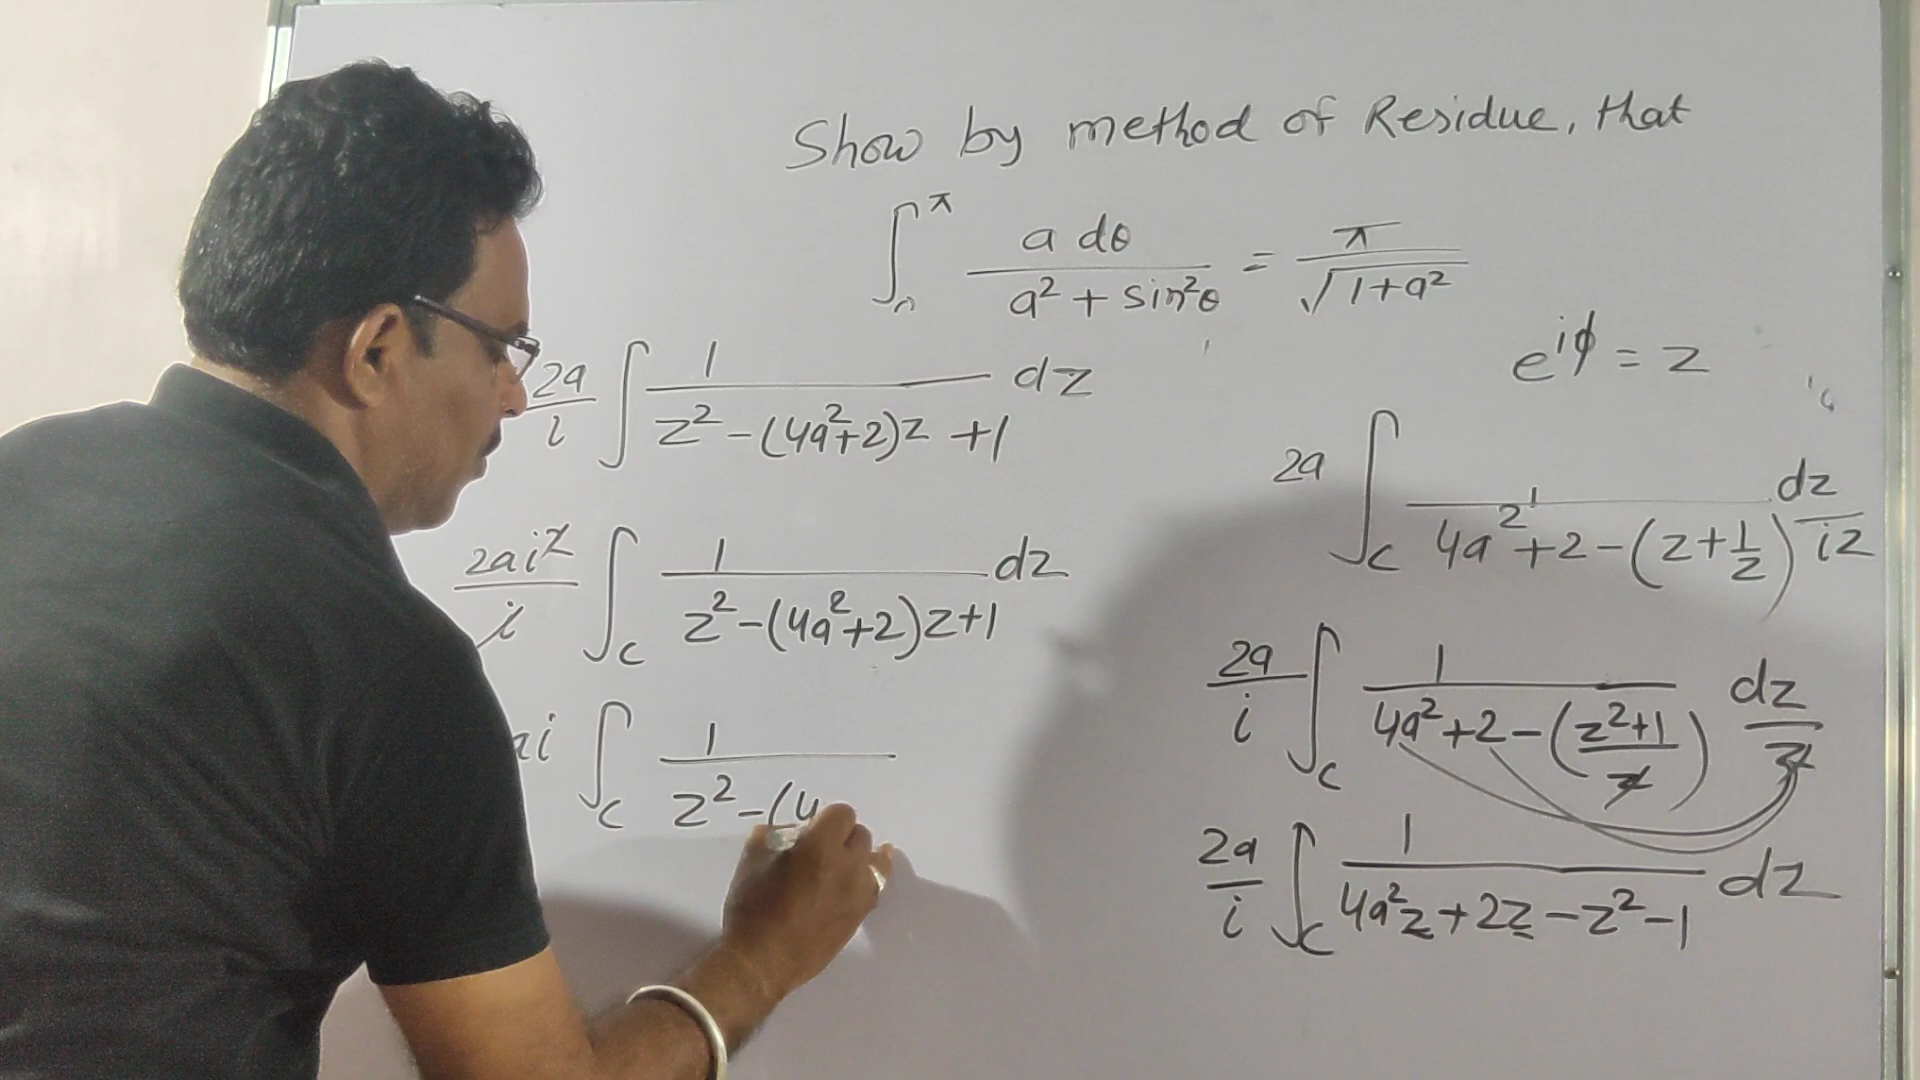 Show by method of Residue, that
∫₀^π a dθ / (a² + sin²θ) = π / √(1+a²)
e^{iϕ} = z
2a ∫_C 1 / (4a²+2-(z+1/z)) dz/iz
2a/i ∫_C 1 / (4a²+2-((z²+1)/z)) dz/z
2a/i ∫_C 1 / (4a²z+2z-z²-1) dz
2a/i ∫ 1 / (z²-(4a²+2)z+1) dz
2ai²/i ∫_C 1 / (z²-(4a²+2)z+1) dz
ai ∫_C 1 / (z²-(4